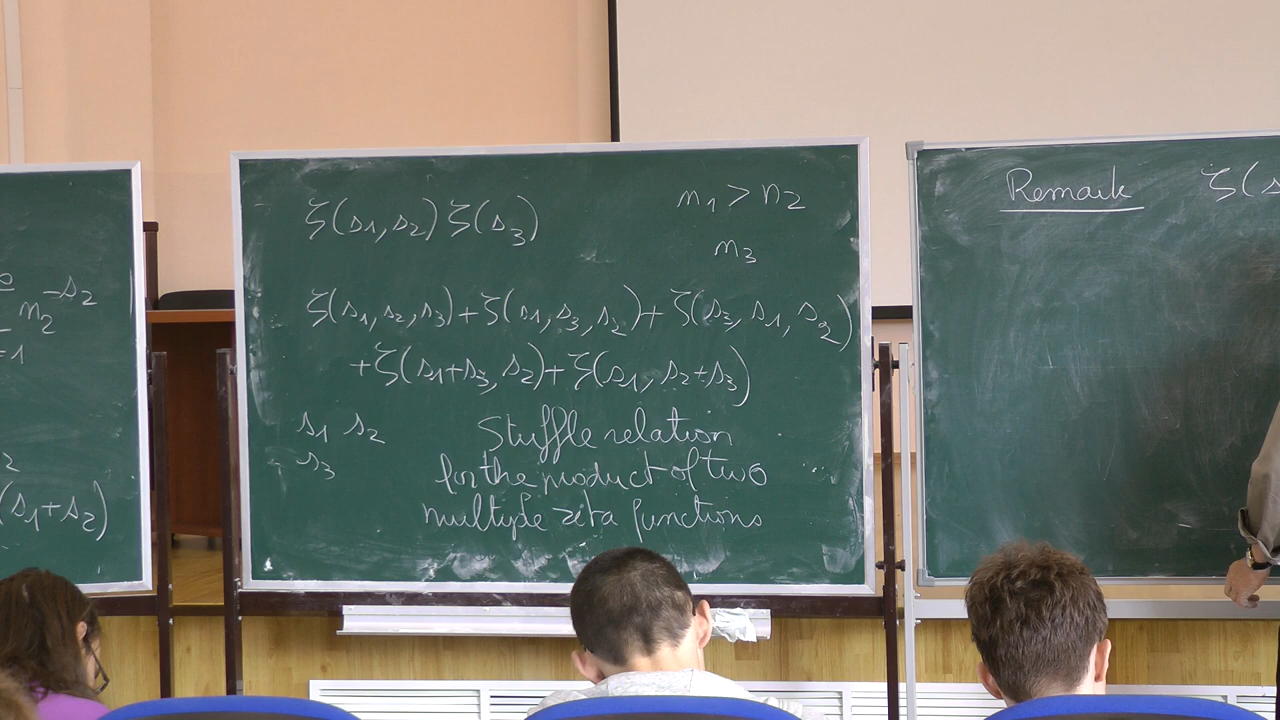 n₂^{-s₂}
(s₁+s₂)
ζ(s₁,s₂) ζ(s₃)
n₁ > n₂
n₃
ζ(s₁,s₂,s₃)+ζ(s₁,s₃,s₂)+ζ(s₃,s₁,s₂)
+ζ(s₁+s₃,s₂)+ζ(s₁,s₂+s₃)
s₁ s₂
s₃
Stuffle relation
for the product of two
multiple zeta functions
Remark ζ(s